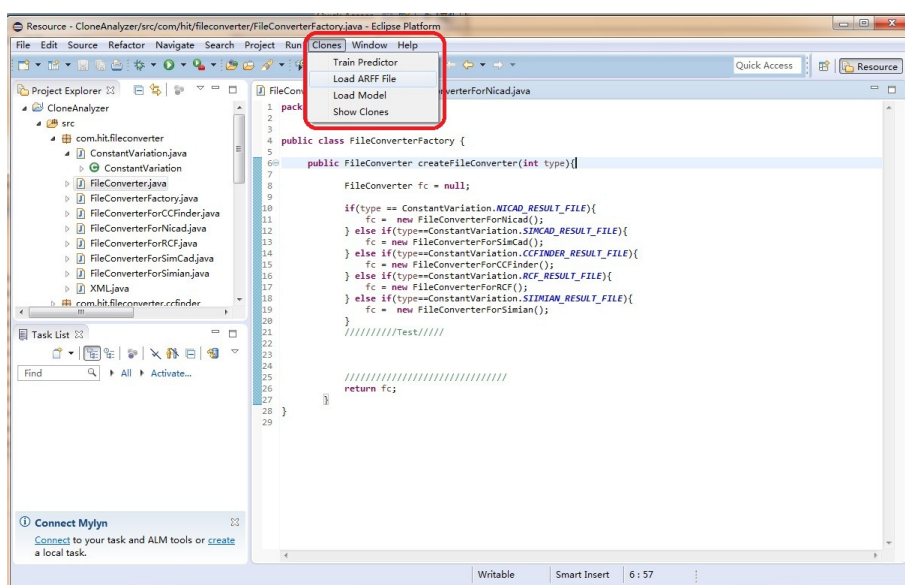 Resource - CloneAnalyzer/src/com/hit/fileconverter/FileConverterFactory.java - Eclipse Platform
File Edit Source Refactor Navigate Search Project Run Clones Window Help
Train Predictor
Load ARFF File
Load Model
Show Clones
Quick Access
Resource
Project Explorer
CloneAnalyzer
src
com.hit.fileconverter
ConstantVariation.java
ConstantVariation
FileConverter.java
FileConverterFactory.java
FileConverterForCCFinder.java
FileConverterForNicad.java
FileConverterForRCF.java
FileConverterForSimCad.java
FileConverterForSimian.java
XML.java
com.hit.fileconverter.ccfinder
Task List
Find All Activate...
Connect Mylyn
Connect to your task and ALM tools or create
a local task.
FileCon verterForNicad.java
1 pack
2
3
4 public class FileConverterFactory {
5
6 public FileConverter createFileConverter(int type){
7
8 FileConverter fc = null;
9
10 if(type == ConstantVariation.NICAD_RESULT_FILE){
11 fc = new FileConverterForNicad();
12 } else if(type==ConstantVariation.SIMCAD_RESULT_FILE){
13 fc = new FileConverterForSimCad();
14 } else if(type==ConstantVariation.CCFINDER_RESULT_FILE){
15 fc = new FileConverterForCCFinder();
16 } else if(type==ConstantVariation.RCF_RESULT_FILE){
17 fc = new FileConverterForRCF();
18 } else if(type==ConstantVariation.SIIMIAN_RESULT_FILE){
19 fc = new FileConverterForSimian();
20 }
21 //////////Test/////
22
23
24
25 ///////////////////////////////
26 return fc;
27 }
28 }
29
Writable Smart Insert 6 : 57